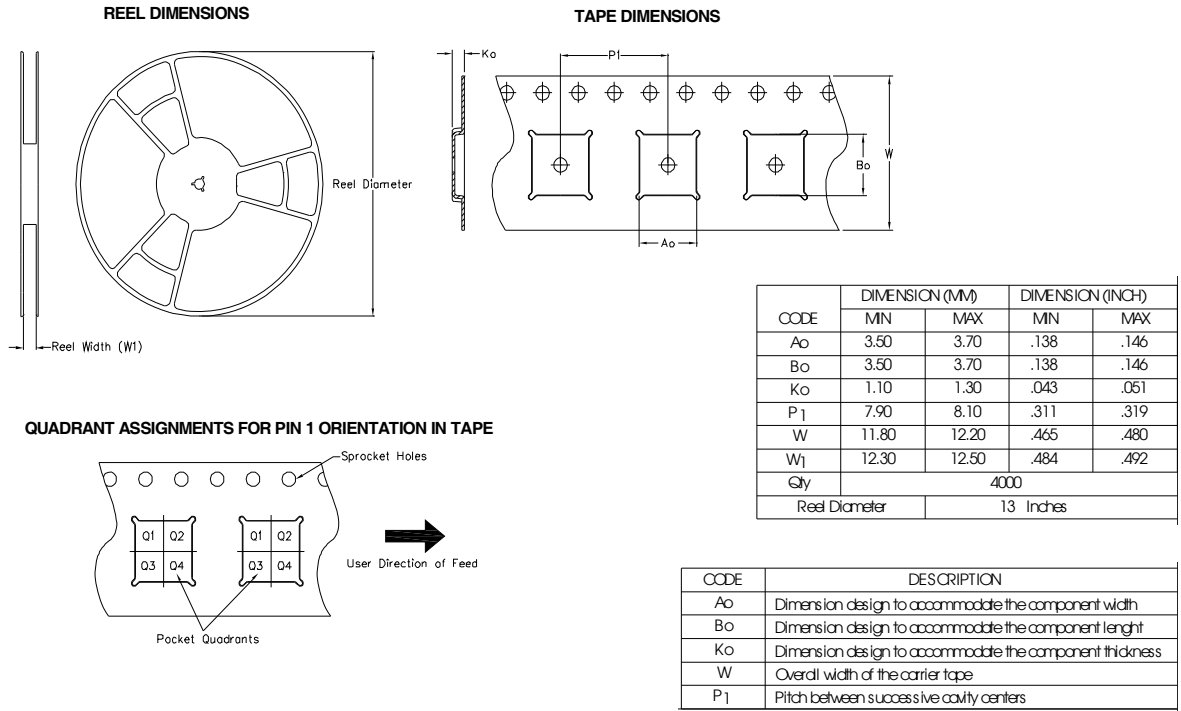 REEL DIMENSIONS
TAPE DIMENSIONS
Ko
P1
W
Bo
Ao
Reel Diameter
Reel Width (W1)
DIMENSION (MM) DIMENSION (INCH)
CODE MIN MAX MIN MAX
Ao 3.50 3.70 .138 .146
Bo 3.50 3.70 .138 .146
Ko 1.10 1.30 .043 .051
P1 7.90 8.10 .311 .319
W 11.80 12.20 .465 .480
W1 12.30 12.50 .484 .492
Qty 4000
Reel Diameter 13 Inches
QUADRANT ASSIGNMENTS FOR PIN 1 ORIENTATION IN TAPE
Sprocket Holes
Q1 Q2 Q1 Q2
Q3 Q4 Q3 Q4
User Direction of Feed
Pocket Quadrants
CODE DESCRIPTION
Ao Dimension design to accommodate the component width
Bo Dimension design to accommodate the component lenght
Ko Dimension design to accommodate the component thickness
W Overall width of the carrier tape
P1 Pitch between successive cavity centers